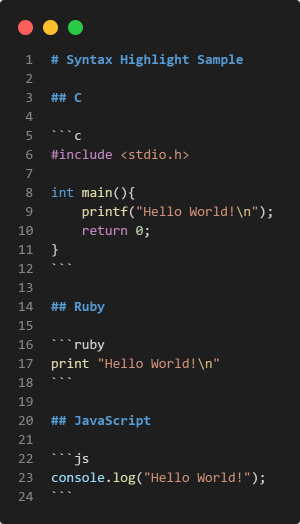 1 # Syntax Highlight Sample
2
3 ## C
4
5 ```c
6 #include <stdio.h>
7
8 int main(){
9     printf("Hello World!\n");
10     return 0;
11 }
12 ```
13
14 ## Ruby
15
16 ```ruby
17 print "Hello World!\n"
18 ```
19
20 ## JavaScript
21
22 ```js
23 console.log("Hello World!");
24 ```